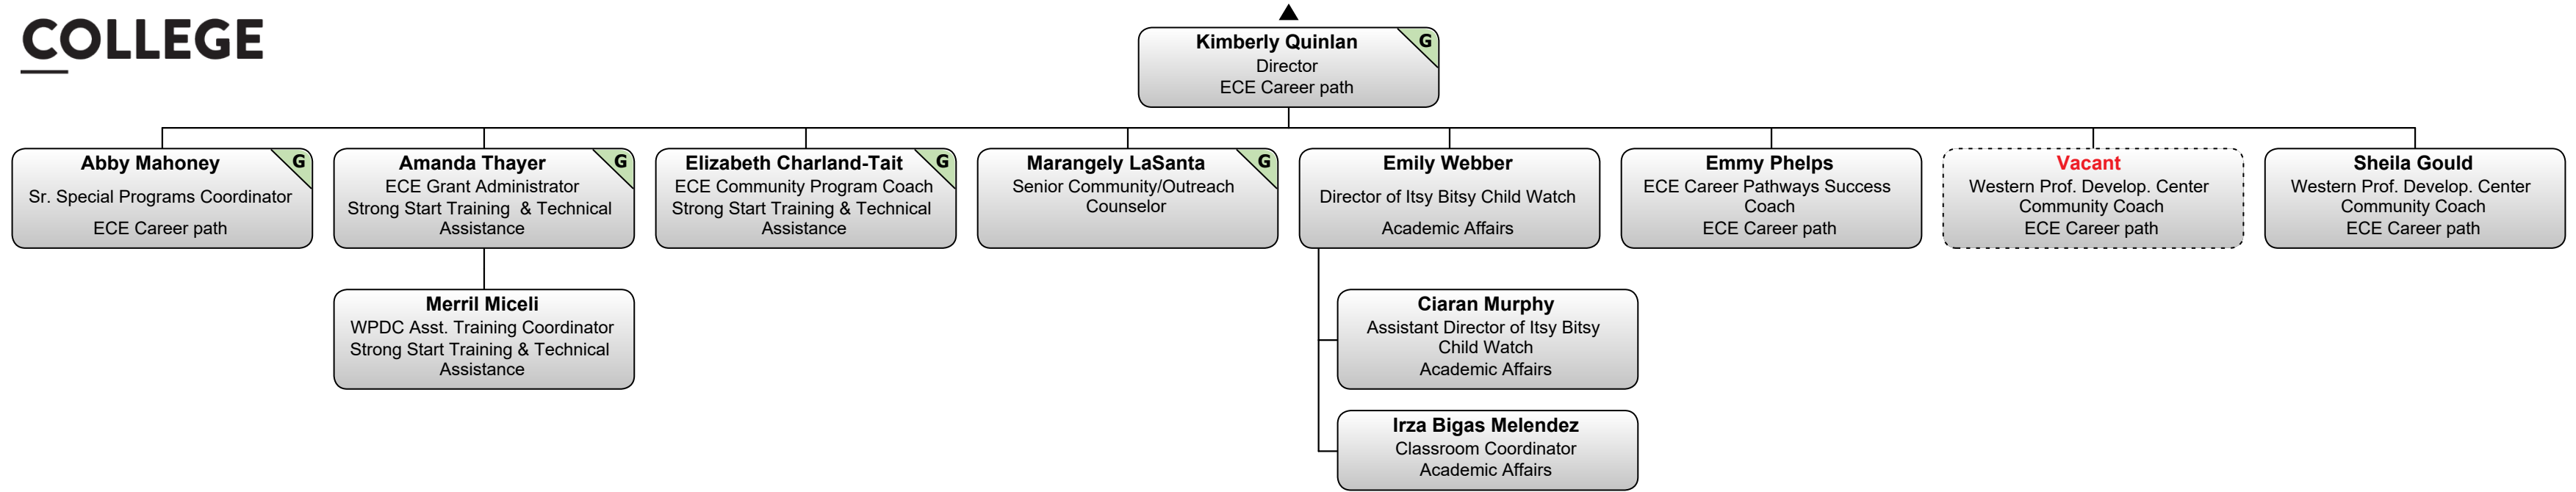 COLLEGE
Kimberly Quinlan
G
Director
ECE Career path
Abby Mahoney
G
Sr. Special Programs Coordinator
ECE Career path
Amanda Thayer
G
ECE Grant Administrator
Strong Start Training & Technical
Assistance
Elizabeth Charland-Tait
G
ECE Community Program Coach
Strong Start Training & Technical
Assistance
Marangely LaSanta
G
Senior Community/Outreach
Counselor
Emily Webber
Director of Itsy Bitsy Child Watch
Academic Affairs
Emmy Phelps
ECE Career Pathways Success
Coach
ECE Career path
Vacant
Western Prof. Develop. Center
Community Coach
ECE Career path
Sheila Gould
Western Prof. Develop. Center
Community Coach
ECE Career path
Merril Miceli
WPDC Asst. Training Coordinator
Strong Start Training & Technical
Assistance
Ciaran Murphy
Assistant Director of Itsy Bitsy
Child Watch
Academic Affairs
Irza Bigas Melendez
Classroom Coordinator
Academic Affairs